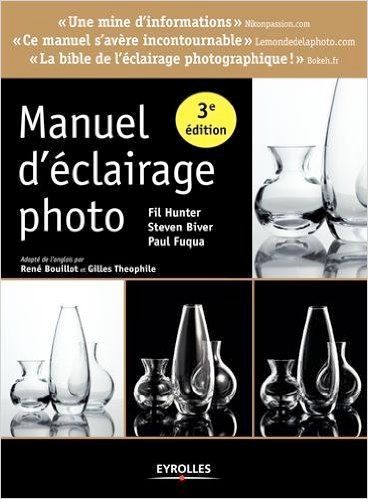 « Une mine d'informations » Nikonpassion.com
« Ce manuel s'avère incontournable » Lemondedelaphoto.com
« La bible de l'éclairage photographique ! » Bokeh.fr
3e
édition
Manuel
d'éclairage
photo
Fil Hunter
Steven Biver
Paul Fuqua
Adapté de l'anglais par
René Bouillot et Gilles Theophile
EYROLLES